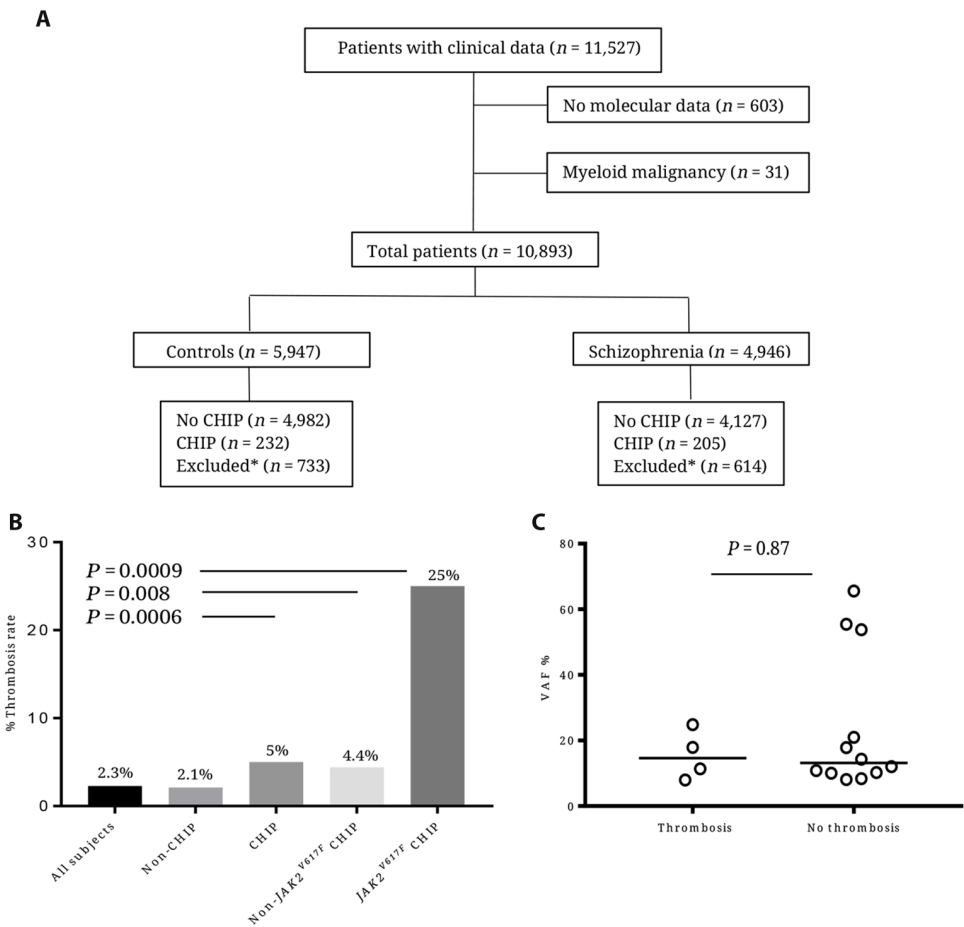 A
Patients with clinical data (n = 11,527)
No molecular data (n = 603)
Myeloid malignancy (n = 31)
Total patients (n = 10,893)
Controls (n = 5,947)
Schizophrenia (n = 4,946)
No CHIP (n = 4,982)
CHIP (n = 232)
Excluded* (n = 733)
No CHIP (n = 4,127)
CHIP (n = 205)
Excluded* (n = 614)
B
% Thrombosis rate
30
20
10
0
P = 0.0009
P = 0.008
P = 0.0006
2.3%
2.1%
5%
4.4%
25%
All subjects
Non-CHIP
CHIP
Non-JAK2V617F CHIP
JAK2V617F CHIP
C
VAF %
80
60
40
20
0
P = 0.87
Thrombosis
No thrombosis